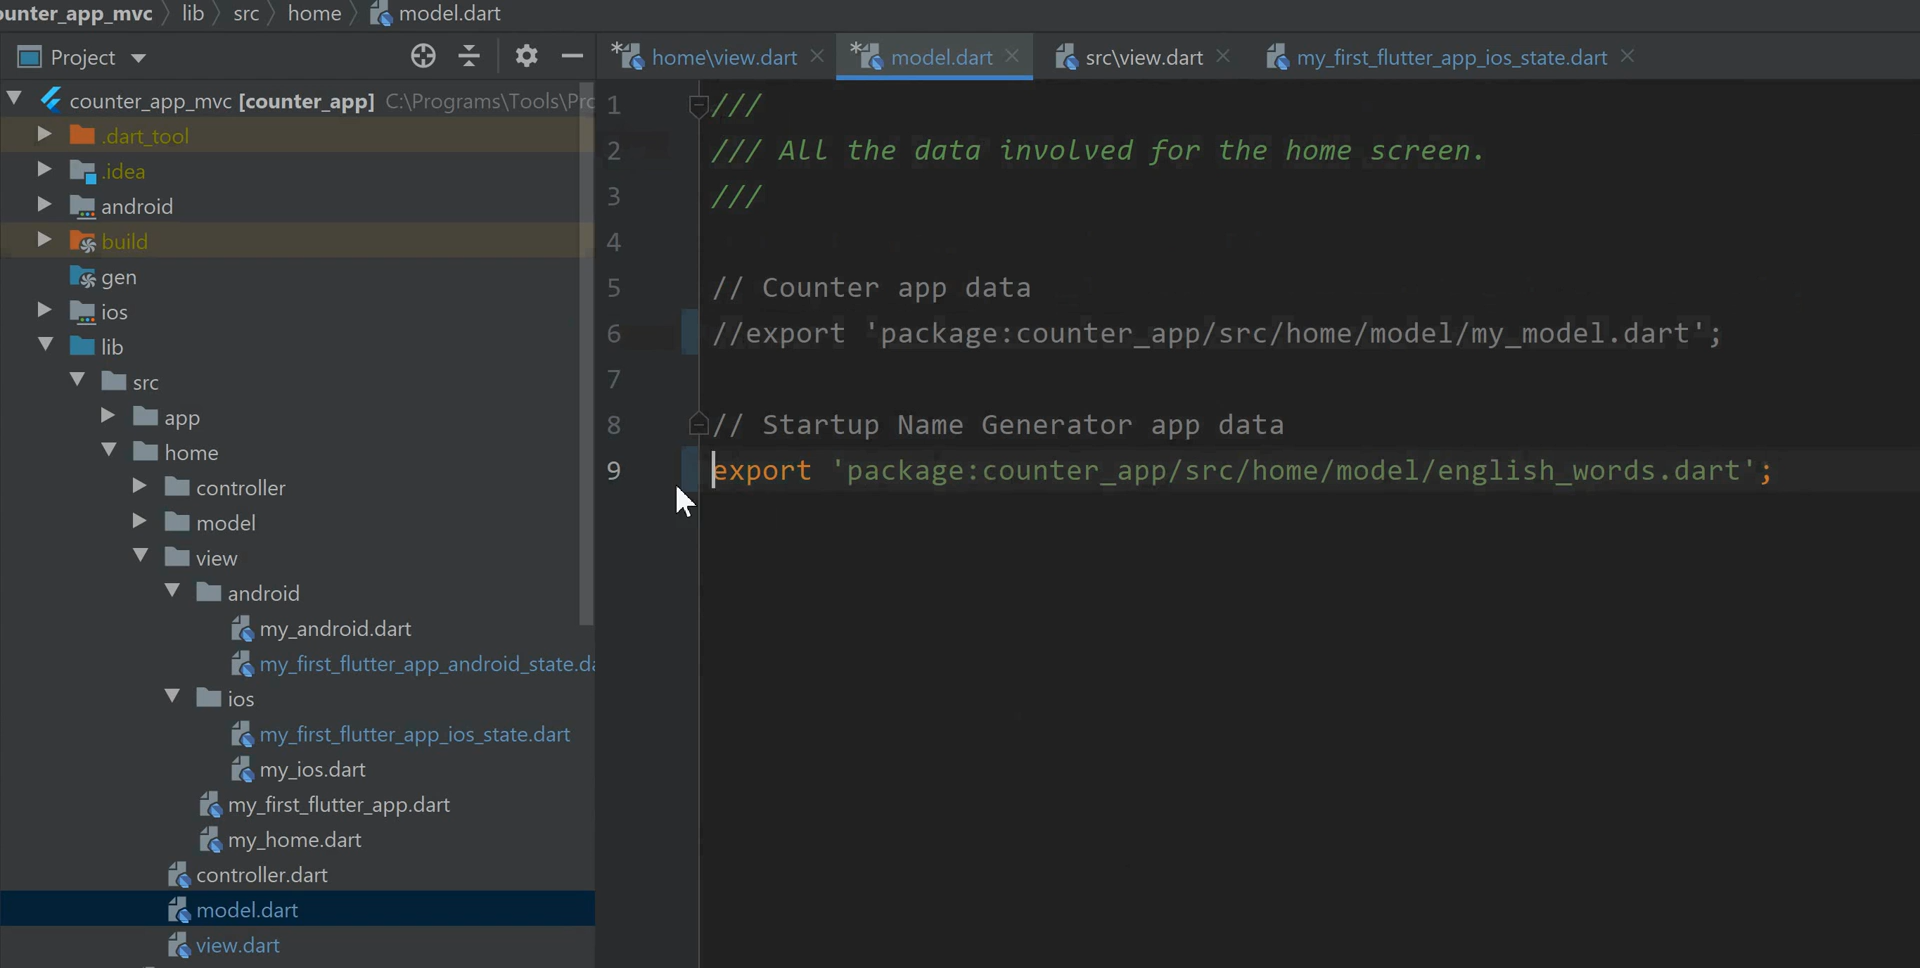 ounter_app_mvc lib src home model.dart
Project
* home\view.dart * model.dart src\view.dart my_first_flutter_app_ios_state.dart
counter_app_mvc [counter_app] C:\Programs\Tools\Pro
.dart_tool
.idea
android
build
gen
ios
lib
src
app
home
controller
model
view
android
my_android.dart
my_first_flutter_app_android_state.da
ios
my_first_flutter_app_ios_state.dart
my_ios.dart
my_first_flutter_app.dart
my_home.dart
controller.dart
model.dart
view.dart
1 ///
2 /// All the data involved for the home screen.
3 ///
4
5 // Counter app data
6 //export 'package:counter_app/src/home/model/my_model.dart';
7
8 // Startup Name Generator app data
9 export 'package:counter_app/src/home/model/english_words.dart';